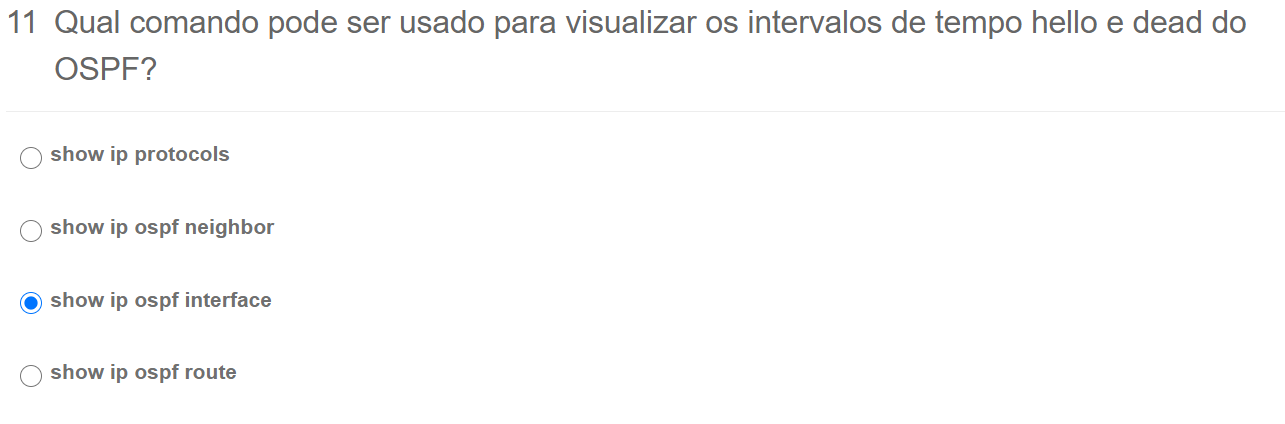 11 Qual comando pode ser usado para visualizar os intervalos de tempo hello e dead do
OSPF?
show ip protocols
show ip ospf neighbor
show ip ospf interface
show ip ospf route